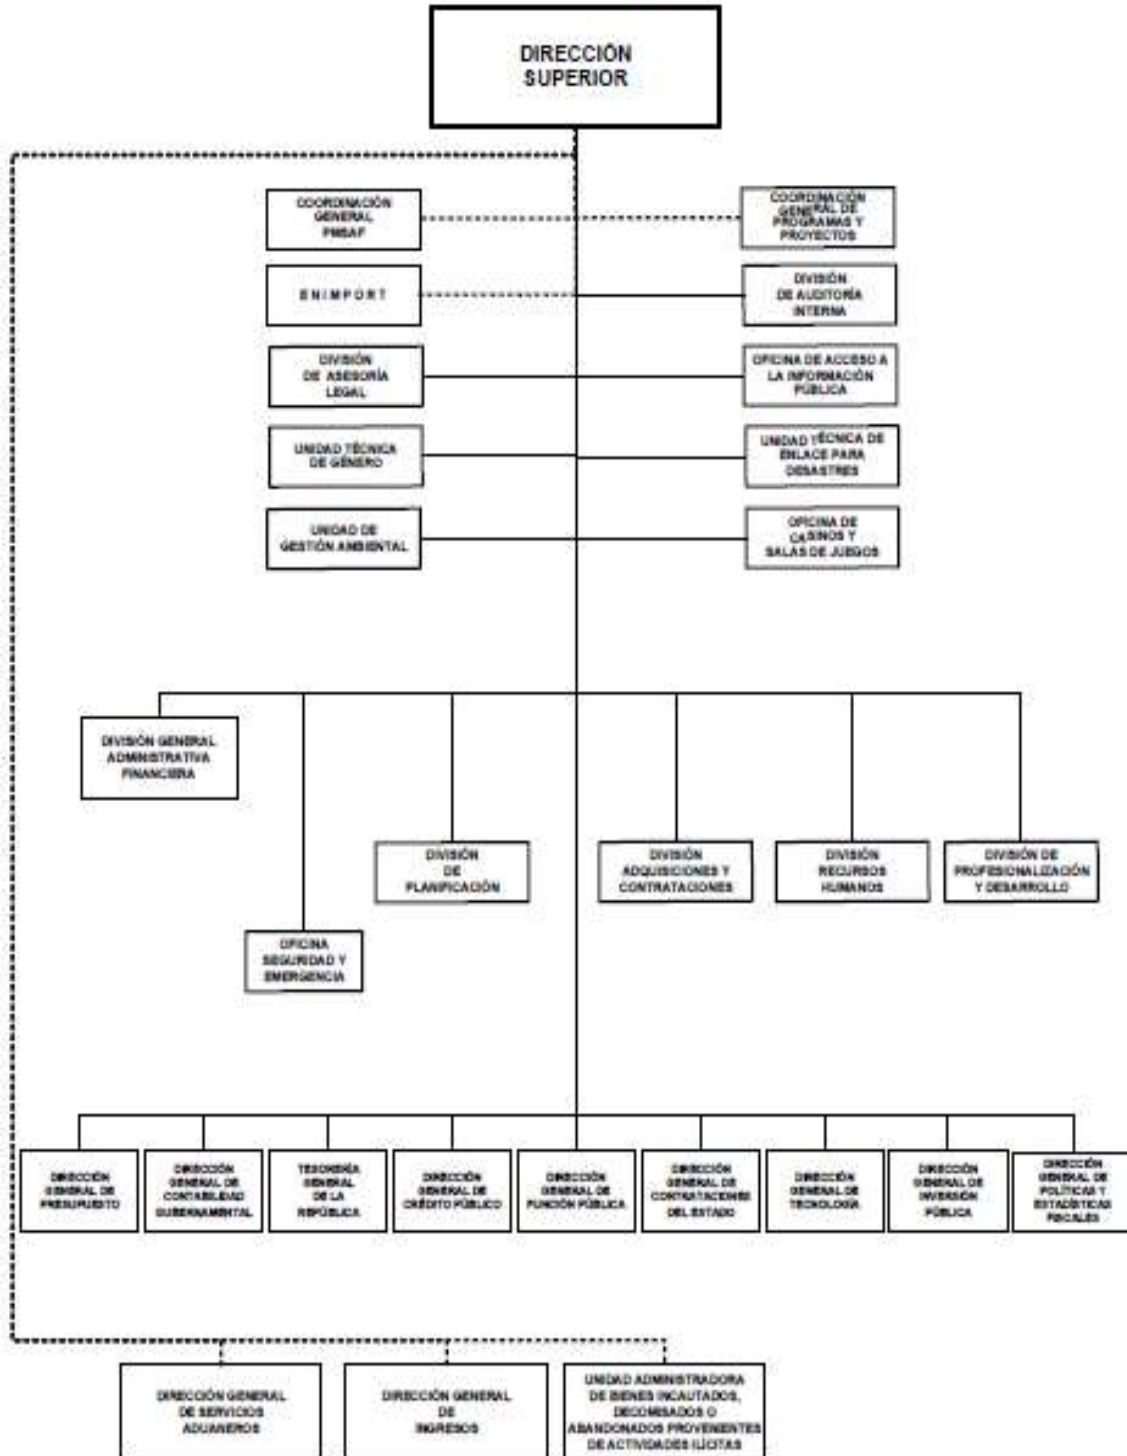 DIRECCIÓN
SUPERIOR
COORDINACIÓN
GENERAL
PMSAF
COORDINACIÓN
GENERAL DE
PROGRAMAS Y
PROYECTOS
ENIMPORT
DIVISIÓN
DE AUDITORÍA
INTERNA
DIVISIÓN
DE ASESORÍA
LEGAL
OFICINA DE ACCESO A
LA INFORMACIÓN
PÚBLICA
UNIDAD TÉCNICA
DE GÉNERO
UNIDAD TÉCNICA DE
ENLACE PARA
DESASTRES
UNIDAD DE
GESTIÓN AMBIENTAL
OFICINA DE
CASINOS Y
SALAS DE JUEGOS
DIVISIÓN GENERAL
ADMINISTRATIVA
FINANCIERA
DIVISIÓN
DE
PLANIFICACIÓN
DIVISIÓN
ADQUISICIONES Y
CONTRATACIONES
DIVISIÓN
RECURSOS
HUMANOS
DIVISIÓN DE
PROFESIONALIZACIÓN
Y DESARROLLO
OFICINA
SEGURIDAD Y
EMERGENCIA
DIRECCIÓN
GENERAL DE
PRESUPUESTO
DIRECCIÓN
GENERAL DE
CONTABILIDAD
GUBERNAMENTAL
TESORERÍA
GENERAL
DE LA
REPÚBLICA
DIRECCIÓN
GENERAL DE
CRÉDITO PÚBLICO
DIRECCIÓN
GENERAL DE
FUNCIÓN PÚBLICA
DIRECCIÓN
GENERAL DE
CONTRATACIONES
DEL ESTADO
DIRECCIÓN
GENERAL DE
TECNOLOGÍA
DIRECCIÓN
GENERAL DE
INVERSIÓN
PÚBLICA
DIRECCIÓN
GENERAL DE
POLÍTICAS Y
ESTADÍSTICAS
FISCALES
DIRECCIÓN GENERAL
DE SERVICIOS
ADUANEROS
DIRECCIÓN GENERAL
DE
INGRESOS
UNIDAD ADMINISTRADORA
DE BIENES INCAUTADOS,
DECOMISADOS O
ABANDONADOS PROVENIENTES
DE ACTIVIDADES ILÍCITAS